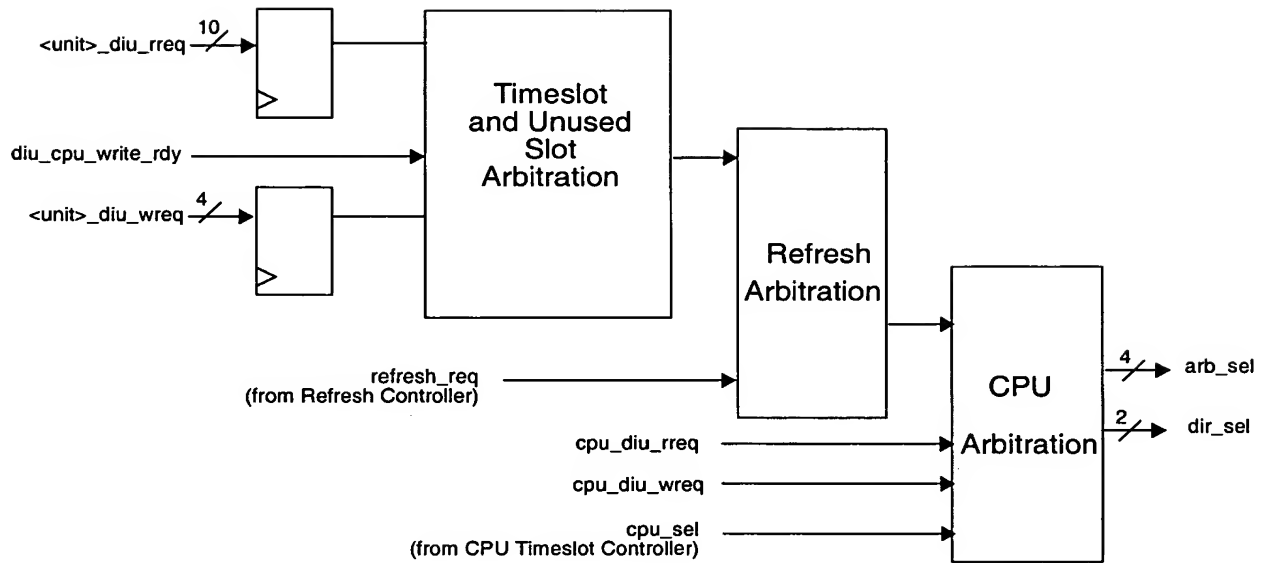 10
<unit>_diu_rreq
diu_cpu_write_rdy
4
<unit>_diu_wreq
Timeslot
and Unused
Slot
Arbitration
Refresh
Arbitration
refresh_req
(from Refresh Controller)
cpu_diu_rreq
cpu_diu_wreq
cpu_sel
(from CPU Timeslot Controller)
CPU
Arbitration
4
arb_sel
2
dir_sel